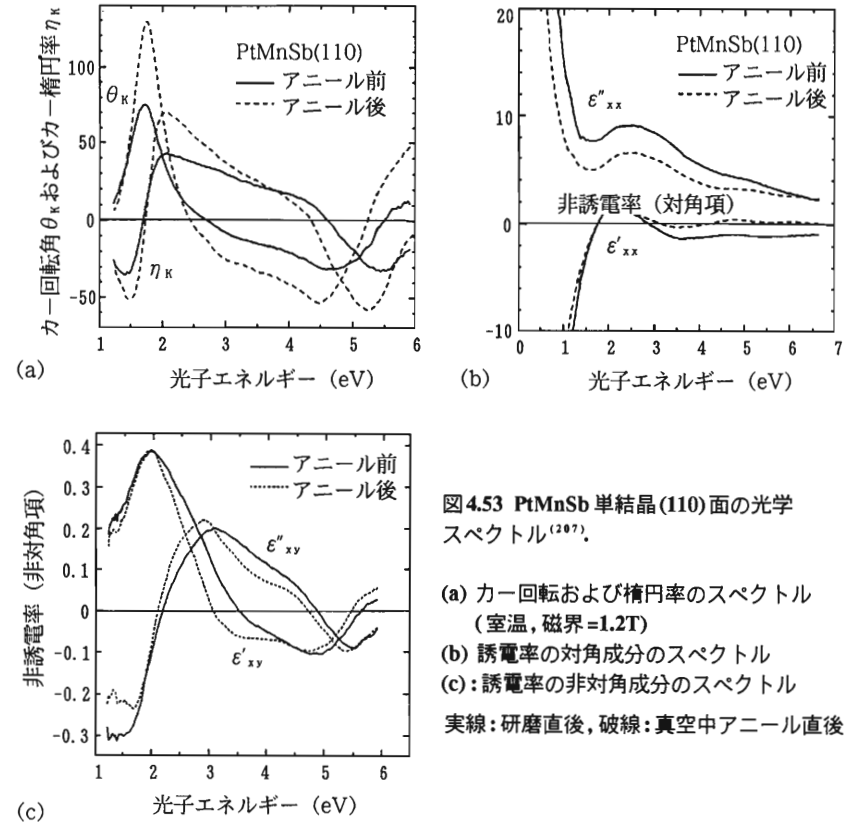 カー回転角 θK およびカー楕円率 ηK
100
50
0
-50
PtMnSb(110)
アニール前
アニール後
θK
ηK
1 2 3 4 5 6
光子エネルギー (eV)
(a)
20
10
0
-10
PtMnSb(110)
アニール前
アニール後
ε″xx
非誘電率 (対角項)
ε′xx
0 1 2 3 4 5 6 7
光子エネルギー (eV)
(b)
非誘電率 (非対角項)
0.4
0.3
0.2
0.1
0
-0.1
-0.2
-0.3
アニール前
アニール後
ε″xy
ε′xy
1 2 3 4 5 6
光子エネルギー (eV)
(c)
図4.53 PtMnSb 単結晶(110)面の光学
スペクトル(207).
(a) カー回転および楕円率のスペクトル
(室温,磁界=1.2T)
(b) 誘電率の対角成分のスペクトル
(c):誘電率の非対角成分のスペクトル
実線:研磨直後,破線:真空中アニール直後